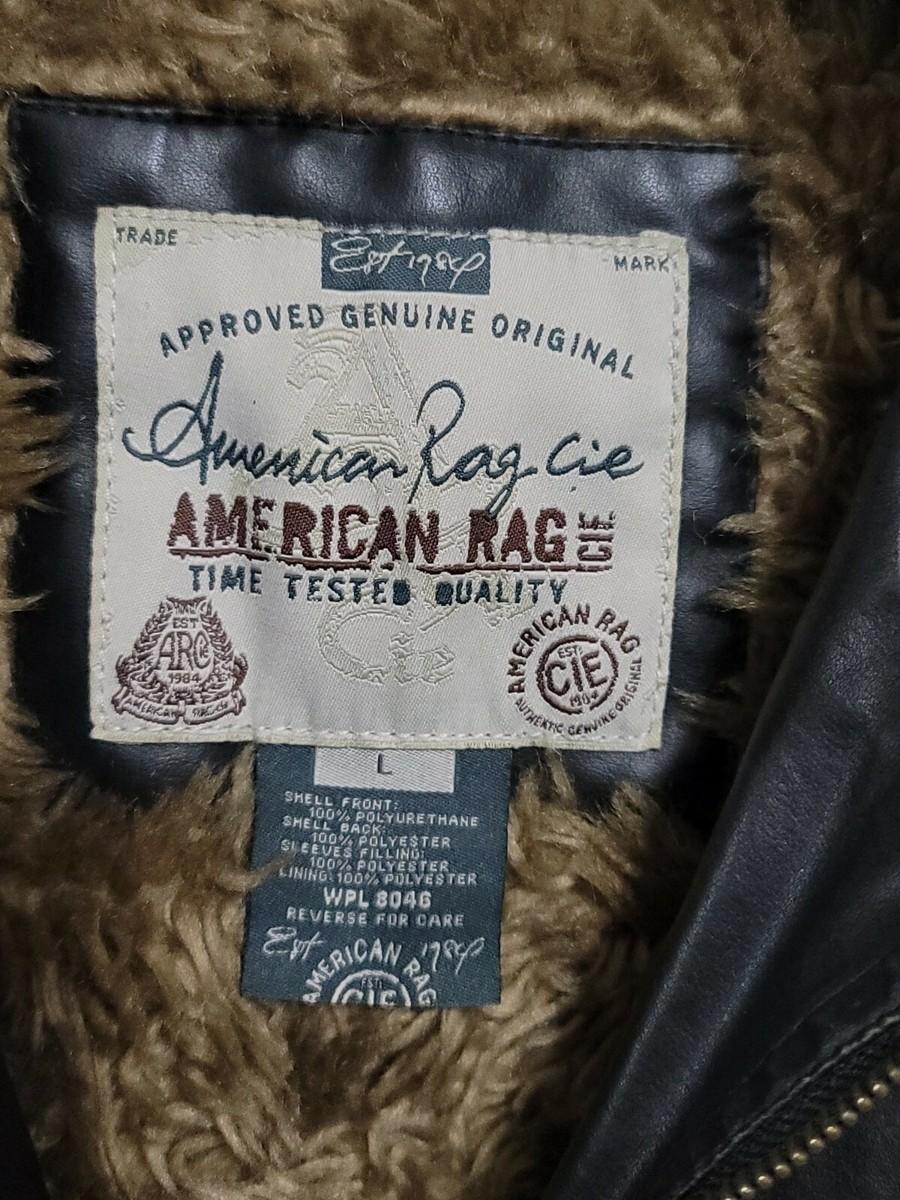 TRADE
Est 1984
MARK
APPROVED GENUINE ORIGINAL
American Rag Cie
AMERICAN RAG CIE
TIME TESTED QUALITY
EST
ARCie
1984
AMERICAN RAG CIE
AMERICAN RAG
EST.
CIE
1984
AUTHENTIC GENUINE ORIGINAL
L
SHELL FRONT:
100% POLYURETHANE
SHELL BACK:
100% POLYESTER
SLEEVES FILLING:
100% POLYESTER
LINING: 100% POLYESTER
WPL 8046
REVERSE FOR CARE
Est 1984
AMERICAN RAG
EST.
CIE